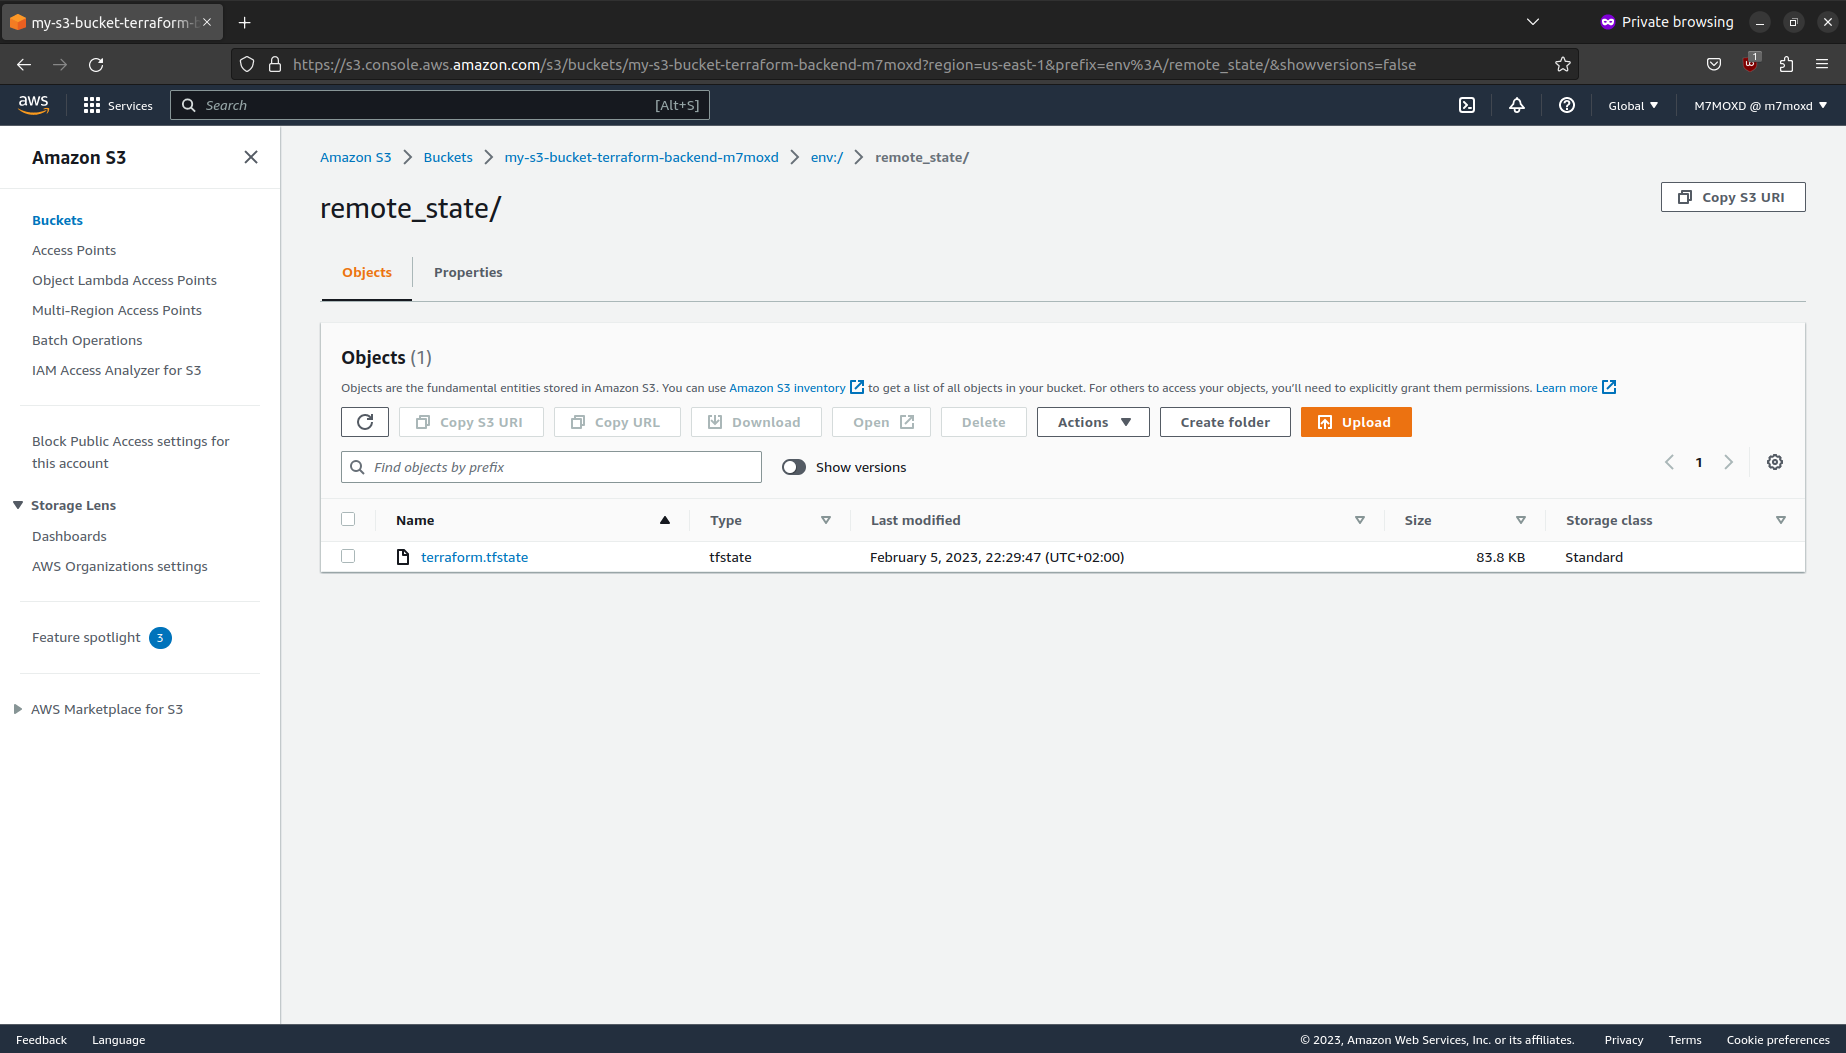 my-s3-bucket-terraform-b
Private browsing
https://s3.console.aws.amazon.com/s3/buckets/my-s3-bucket-terraform-backend-m7moxd?region=us-east-1&prefix=env%3A/remote_state/&showversions=false
1
aws
Services
Search
[Alt+S]
Global
M7MOXD @ m7moxd
Amazon S3
Buckets
Access Points
Object Lambda Access Points
Multi-Region Access Points
Batch Operations
IAM Access Analyzer for S3
Block Public Access settings for
this account
Storage Lens
Dashboards
AWS Organizations settings
Feature spotlight 3
AWS Marketplace for S3
Amazon S3 > Buckets > my-s3-bucket-terraform-backend-m7moxd > env:/ > remote_state/
remote_state/
Copy S3 URI
Objects
Properties
Objects (1)
Objects are the fundamental entities stored in Amazon S3. You can use Amazon S3 inventory to get a list of all objects in your bucket. For others to access your objects, you'll need to explicitly grant them permissions. Learn more
Copy S3 URI
Copy URL
Download
Open
Delete
Actions
Create folder
Upload
Find objects by prefix
Show versions
1
Name Type Last modified Size Storage class
terraform.tfstate tfstate February 5, 2023, 22:29:47 (UTC+02:00) 83.8 KB Standard
Feedback
Language
© 2023, Amazon Web Services, Inc. or its affiliates.
Privacy
Terms
Cookie preferences